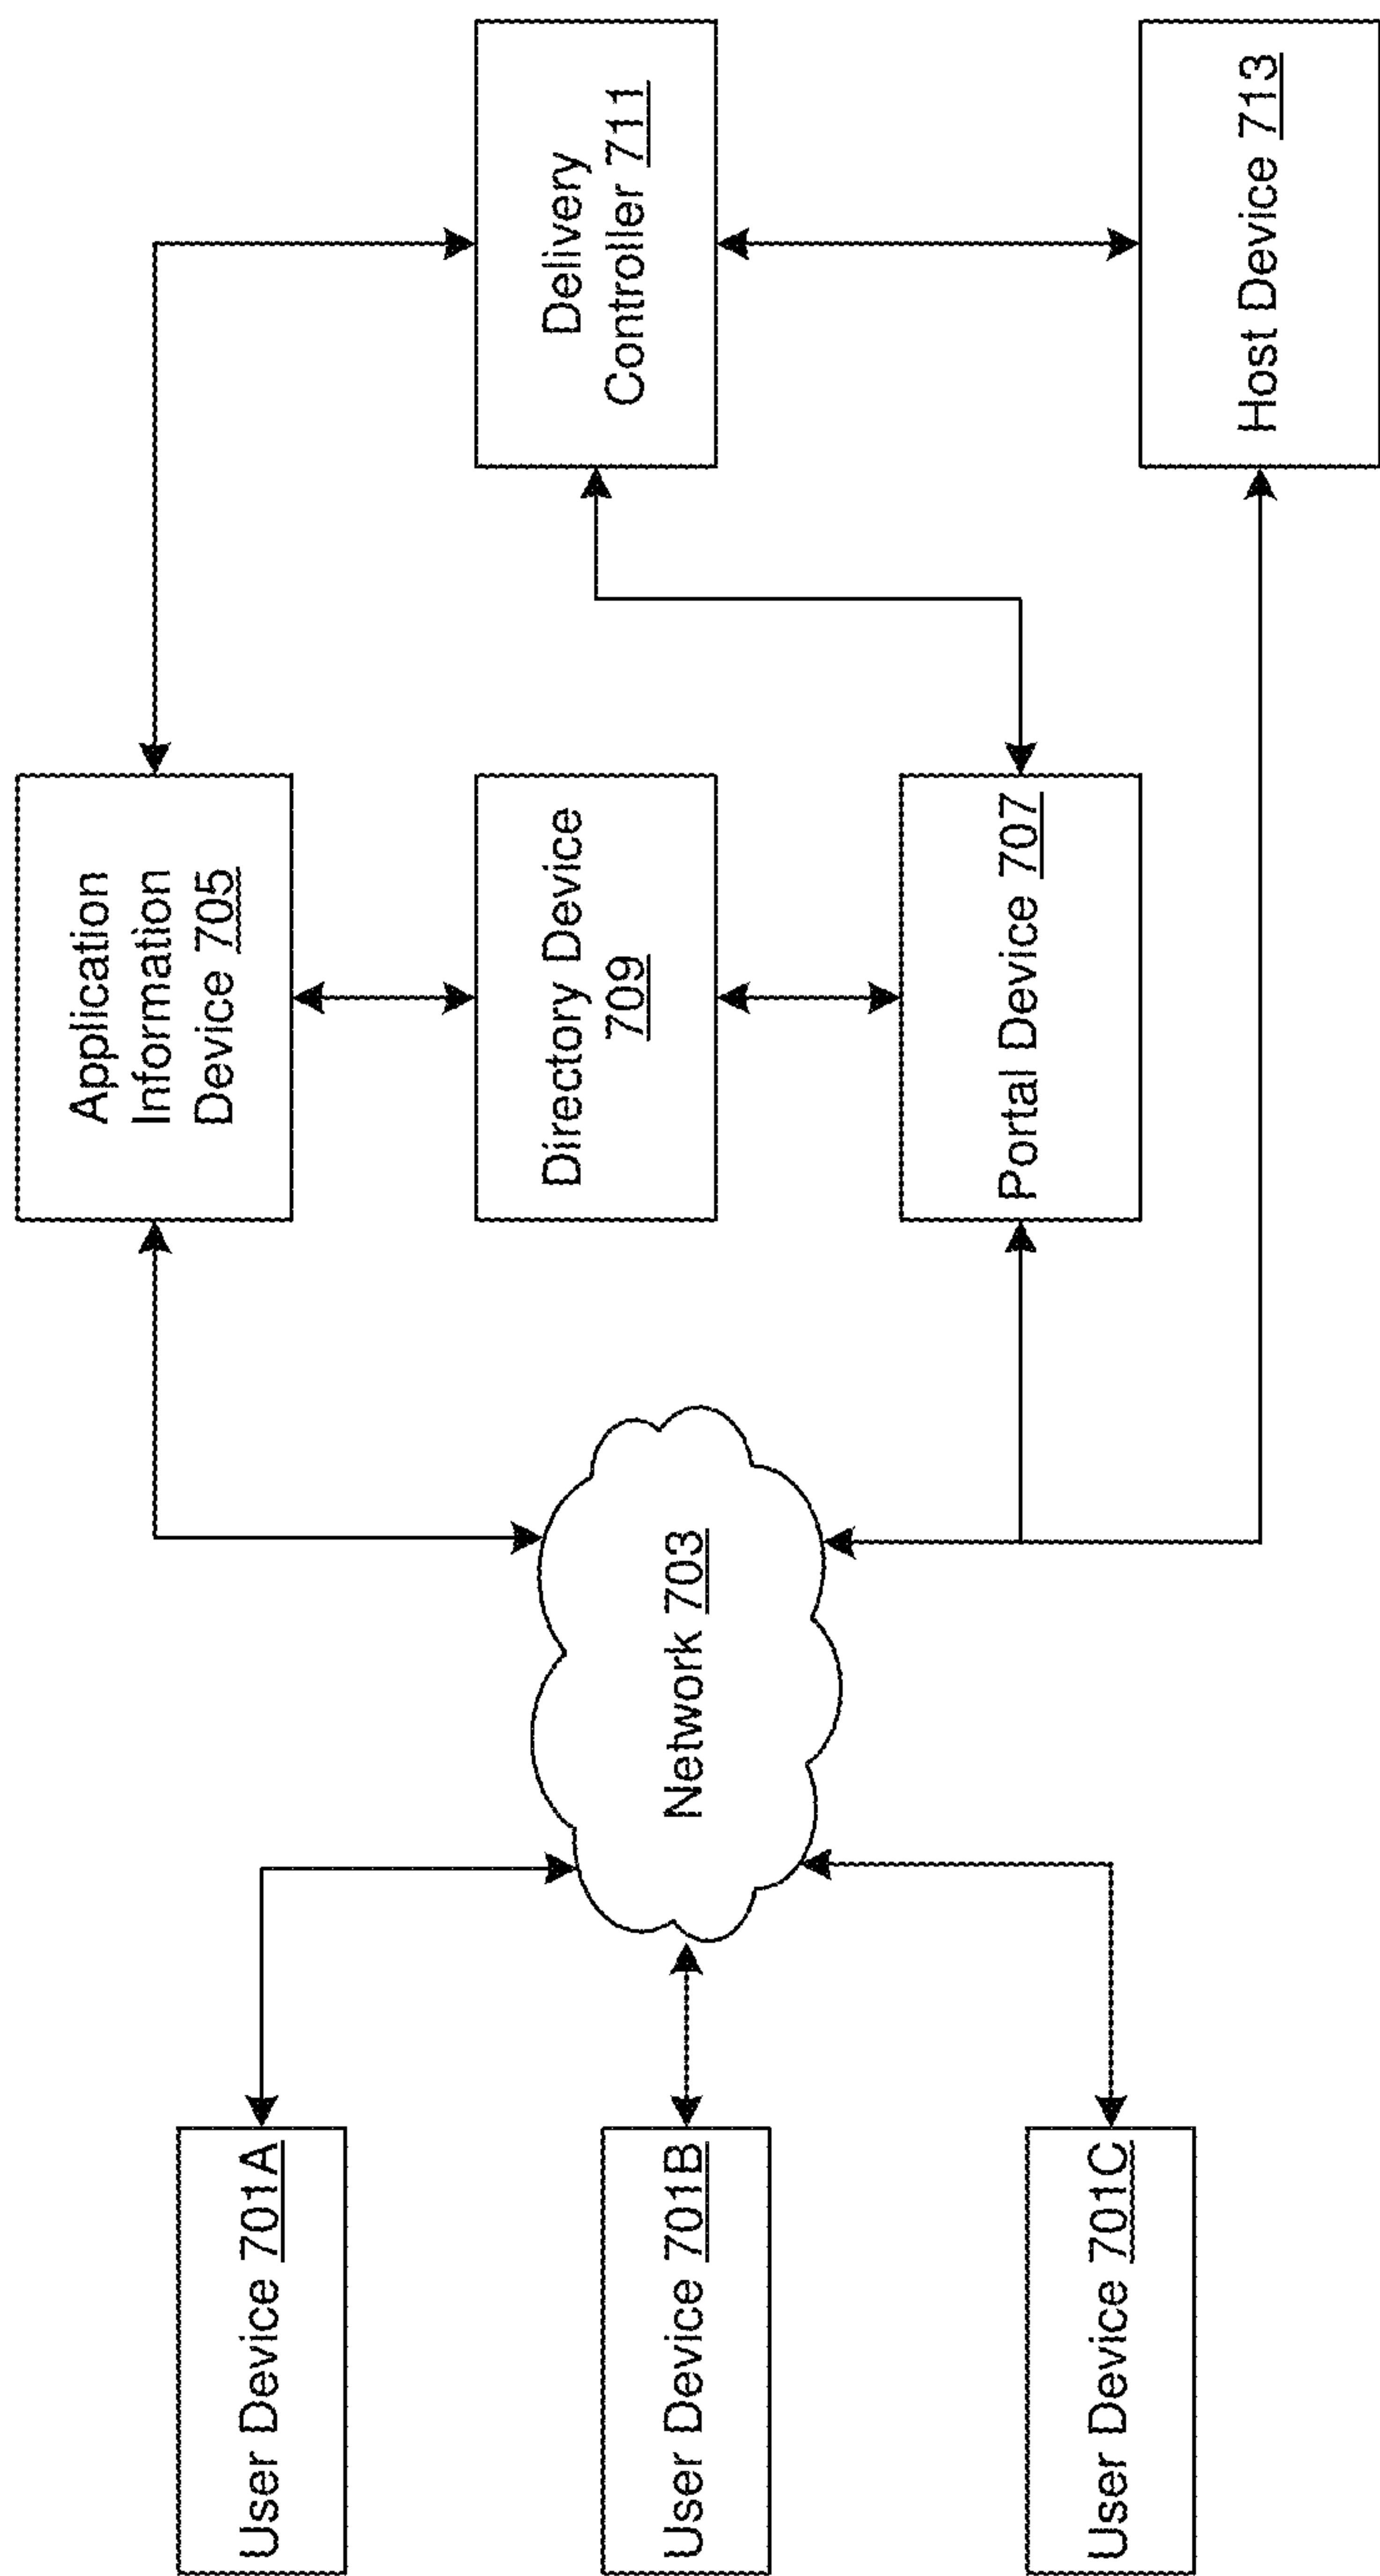 User Device 701A
User Device 701B
User Device 701C
Network 703
Application
Information
Device 705
Directory Device
709
Portal Device 707
Delivery
Controller 711
Host Device 713